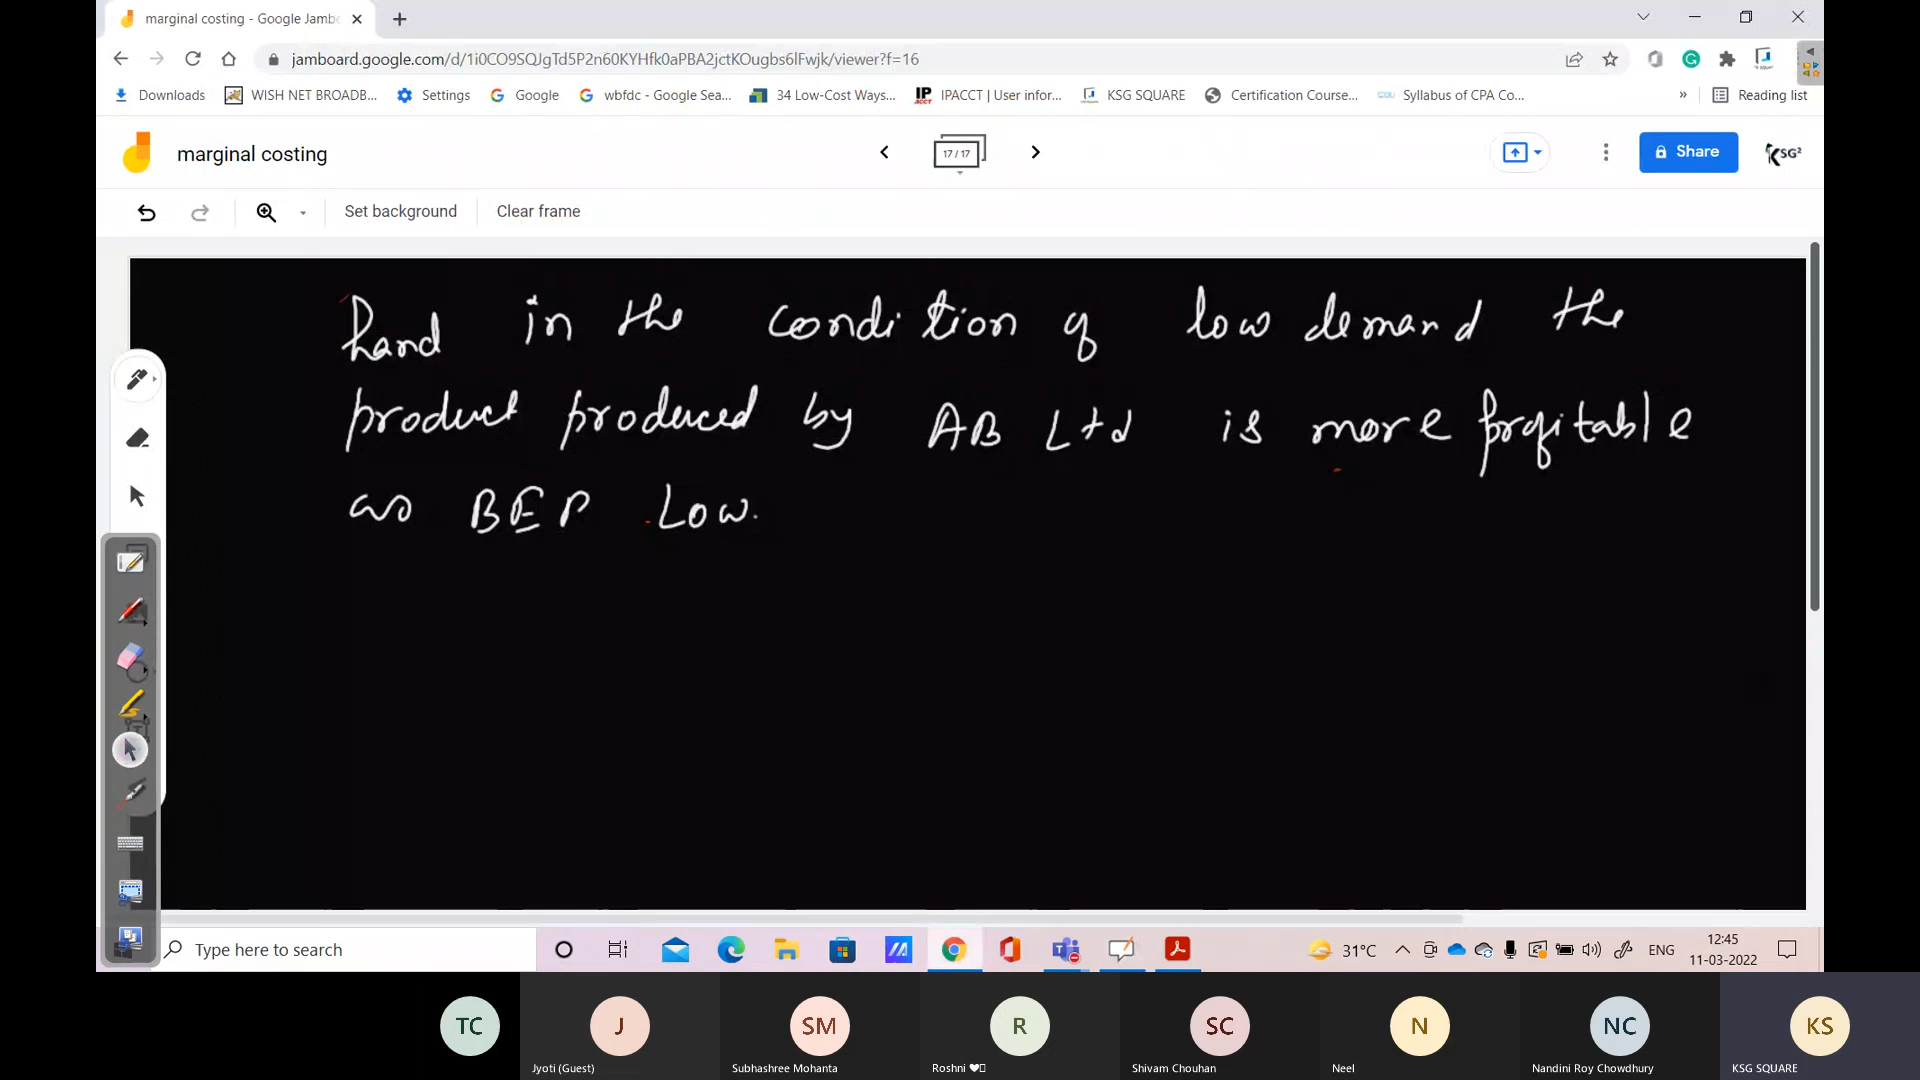 marginal costing - Google Jambo
jamboard.google.com/d/1i0CO9SQJgTd5P2n60KYHfk0aPBA2jctKOugbs6lFwjk/viewer?f=16
Downloads WISH NET BROADB... Settings Google wbfdc - Google Sea... 34 Low-Cost Ways... IPACCT | User infor... KSG SQUARE Certification Course... Syllabus of CPA Co... » Reading list
marginal costing 17 / 17 Share KSG²
Set background Clear frame
hand in the condition of low demand the
product produced by AB Ltd is more profitable
as BEP Low.
Type here to search 31°C ENG 12:45
11-03-2022
TC J SM R SC N NC KS
Jyoti (Guest) Subhashree Mohanta Roshni ❤ Shivam Chouhan Neel Nandini Roy Chowdhury KSG SQUARE